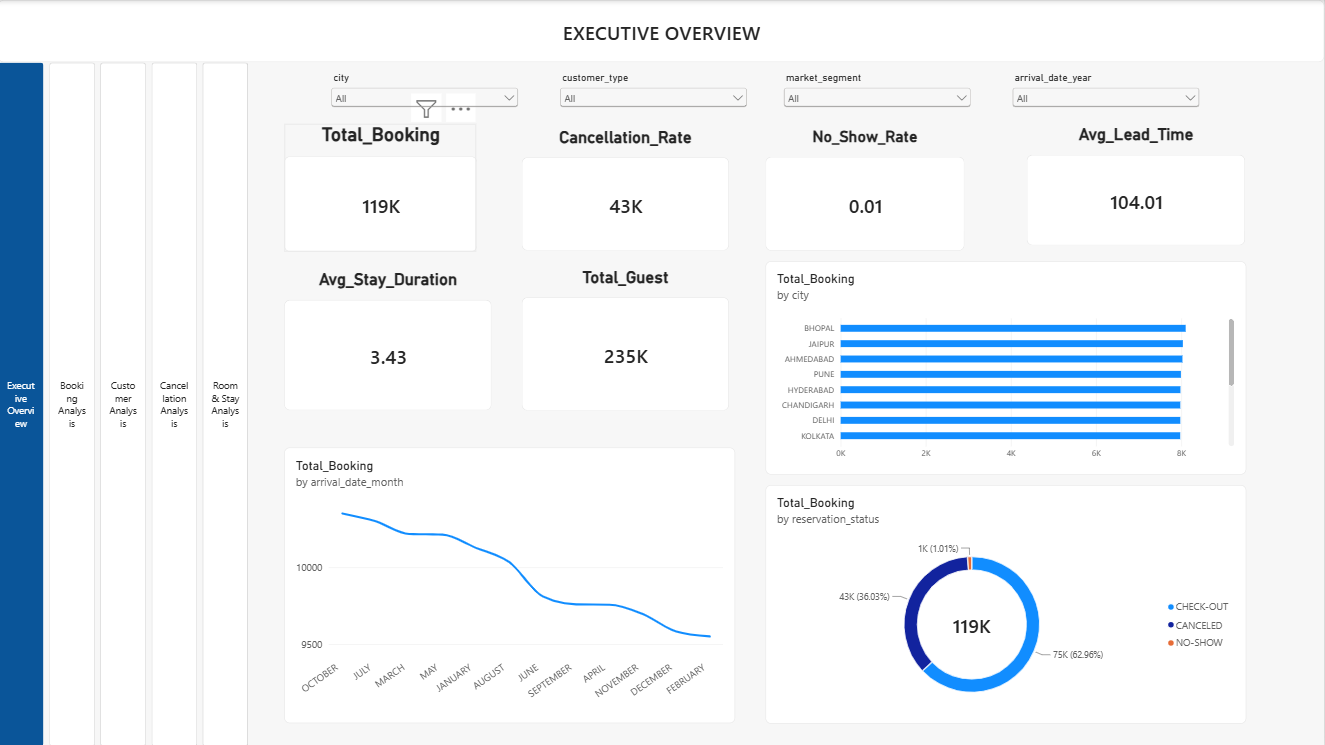 EXECUTIVE OVERVIEW
city
All
customer_type
All
market_segment
All
arrival_date_year
All
Execut
ive
Overvi
ew
Booki
ng
Analys
is
Custo
mer
Analys
is
Cancel
lation
Analys
is
Room
& Stay
Analys
is
Total_Booking
119K
Cancellation_Rate
43K
No_Show_Rate
0.01
Avg_Lead_Time
104.01
Avg_Stay_Duration
3.43
Total_Guest
235K
Total_Booking
by city
BHOPAL
JAIPUR
AHMEDABAD
PUNE
HYDERABAD
CHANDIGARH
DELHI
KOLKATA
0K 2K 4K 6K 8K
Total_Booking
by arrival_date_month
10000
9500
OCTOBER JULY MARCH MAY JANUARY AUGUST JUNE SEPTEMBER APRIL NOVEMBER DECEMBER FEBRUARY
Total_Booking
by reservation_status
1K (1.01%)
43K (36.03%)
119K
75K (62.96%)
CHECK-OUT
CANCELED
NO-SHOW